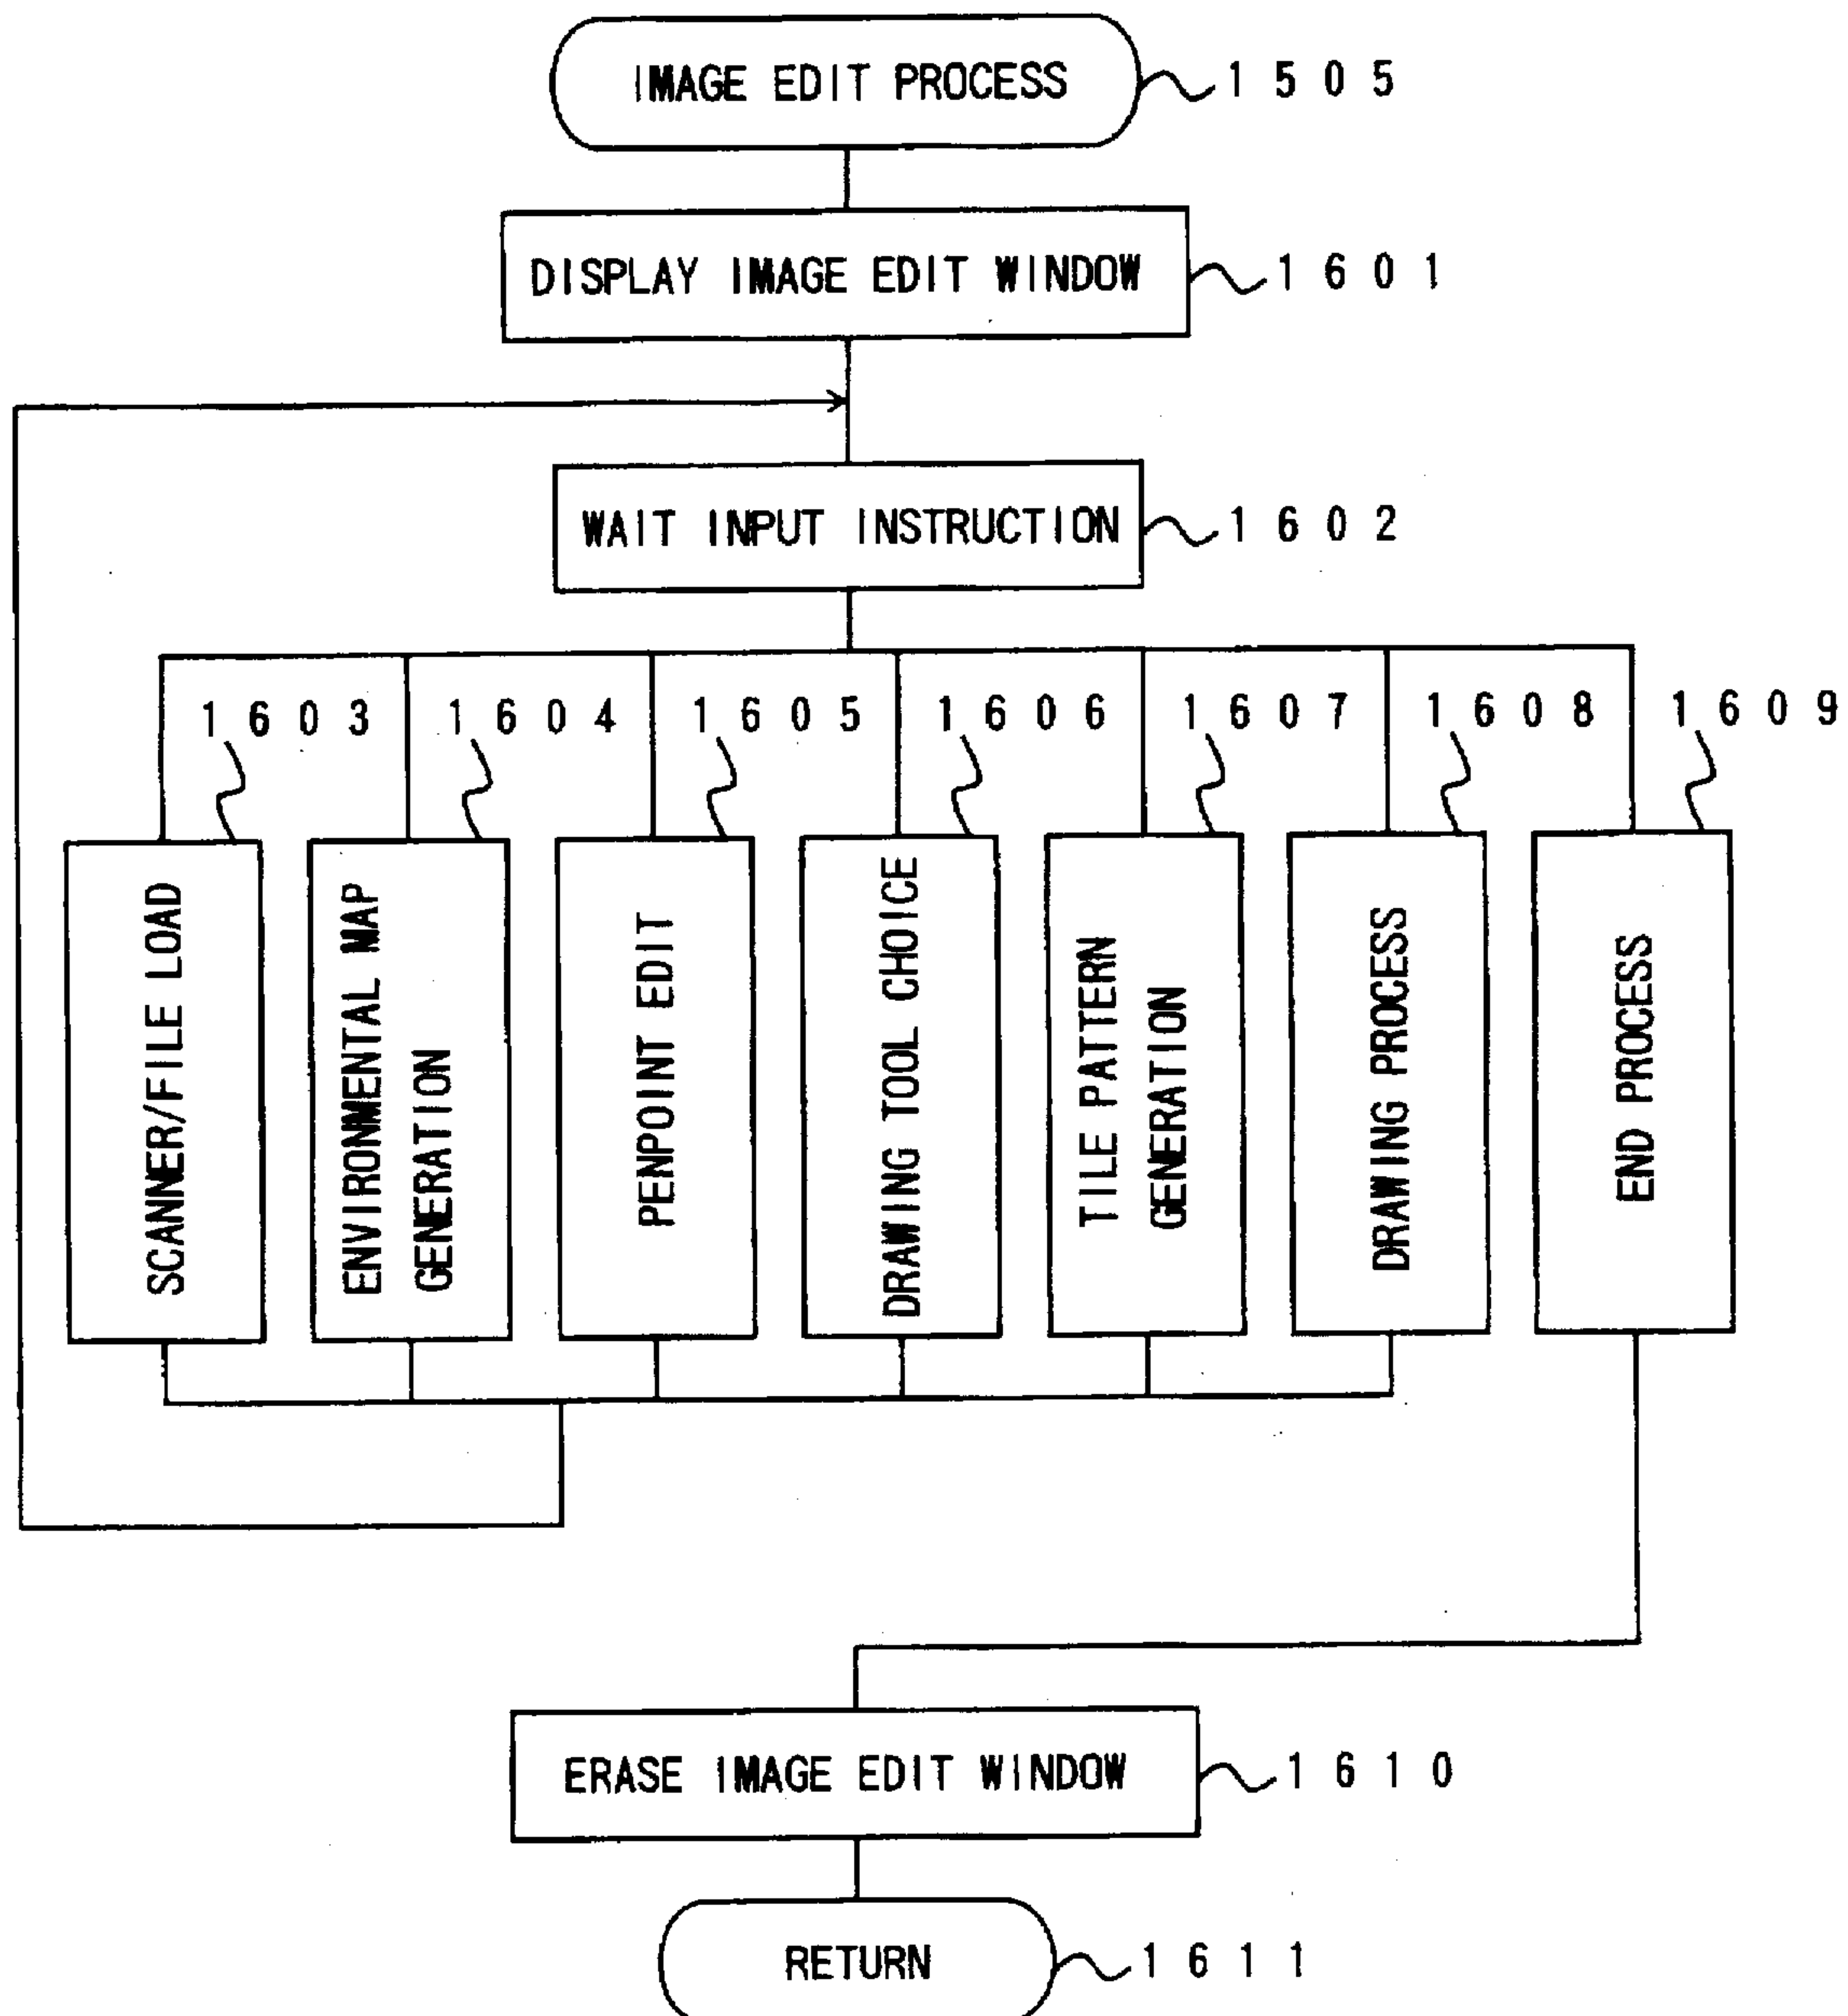 IMAGE EDIT PROCESS 1505
DISPLAY IMAGE EDIT WINDOW 1601
WAIT INPUT INSTRUCTION 1602
1603 1604 1605 1606 1607 1608 1609
SCANNER/FILE LOAD
ENVIRONMENTAL MAP
GENERATION
PENPOINT EDIT
DRAWING TOOL CHOICE
TILE PATTERN
GENERATION
DRAWING PROCESS
END PROCESS
ERASE IMAGE EDIT WINDOW 1610
RETURN 1611